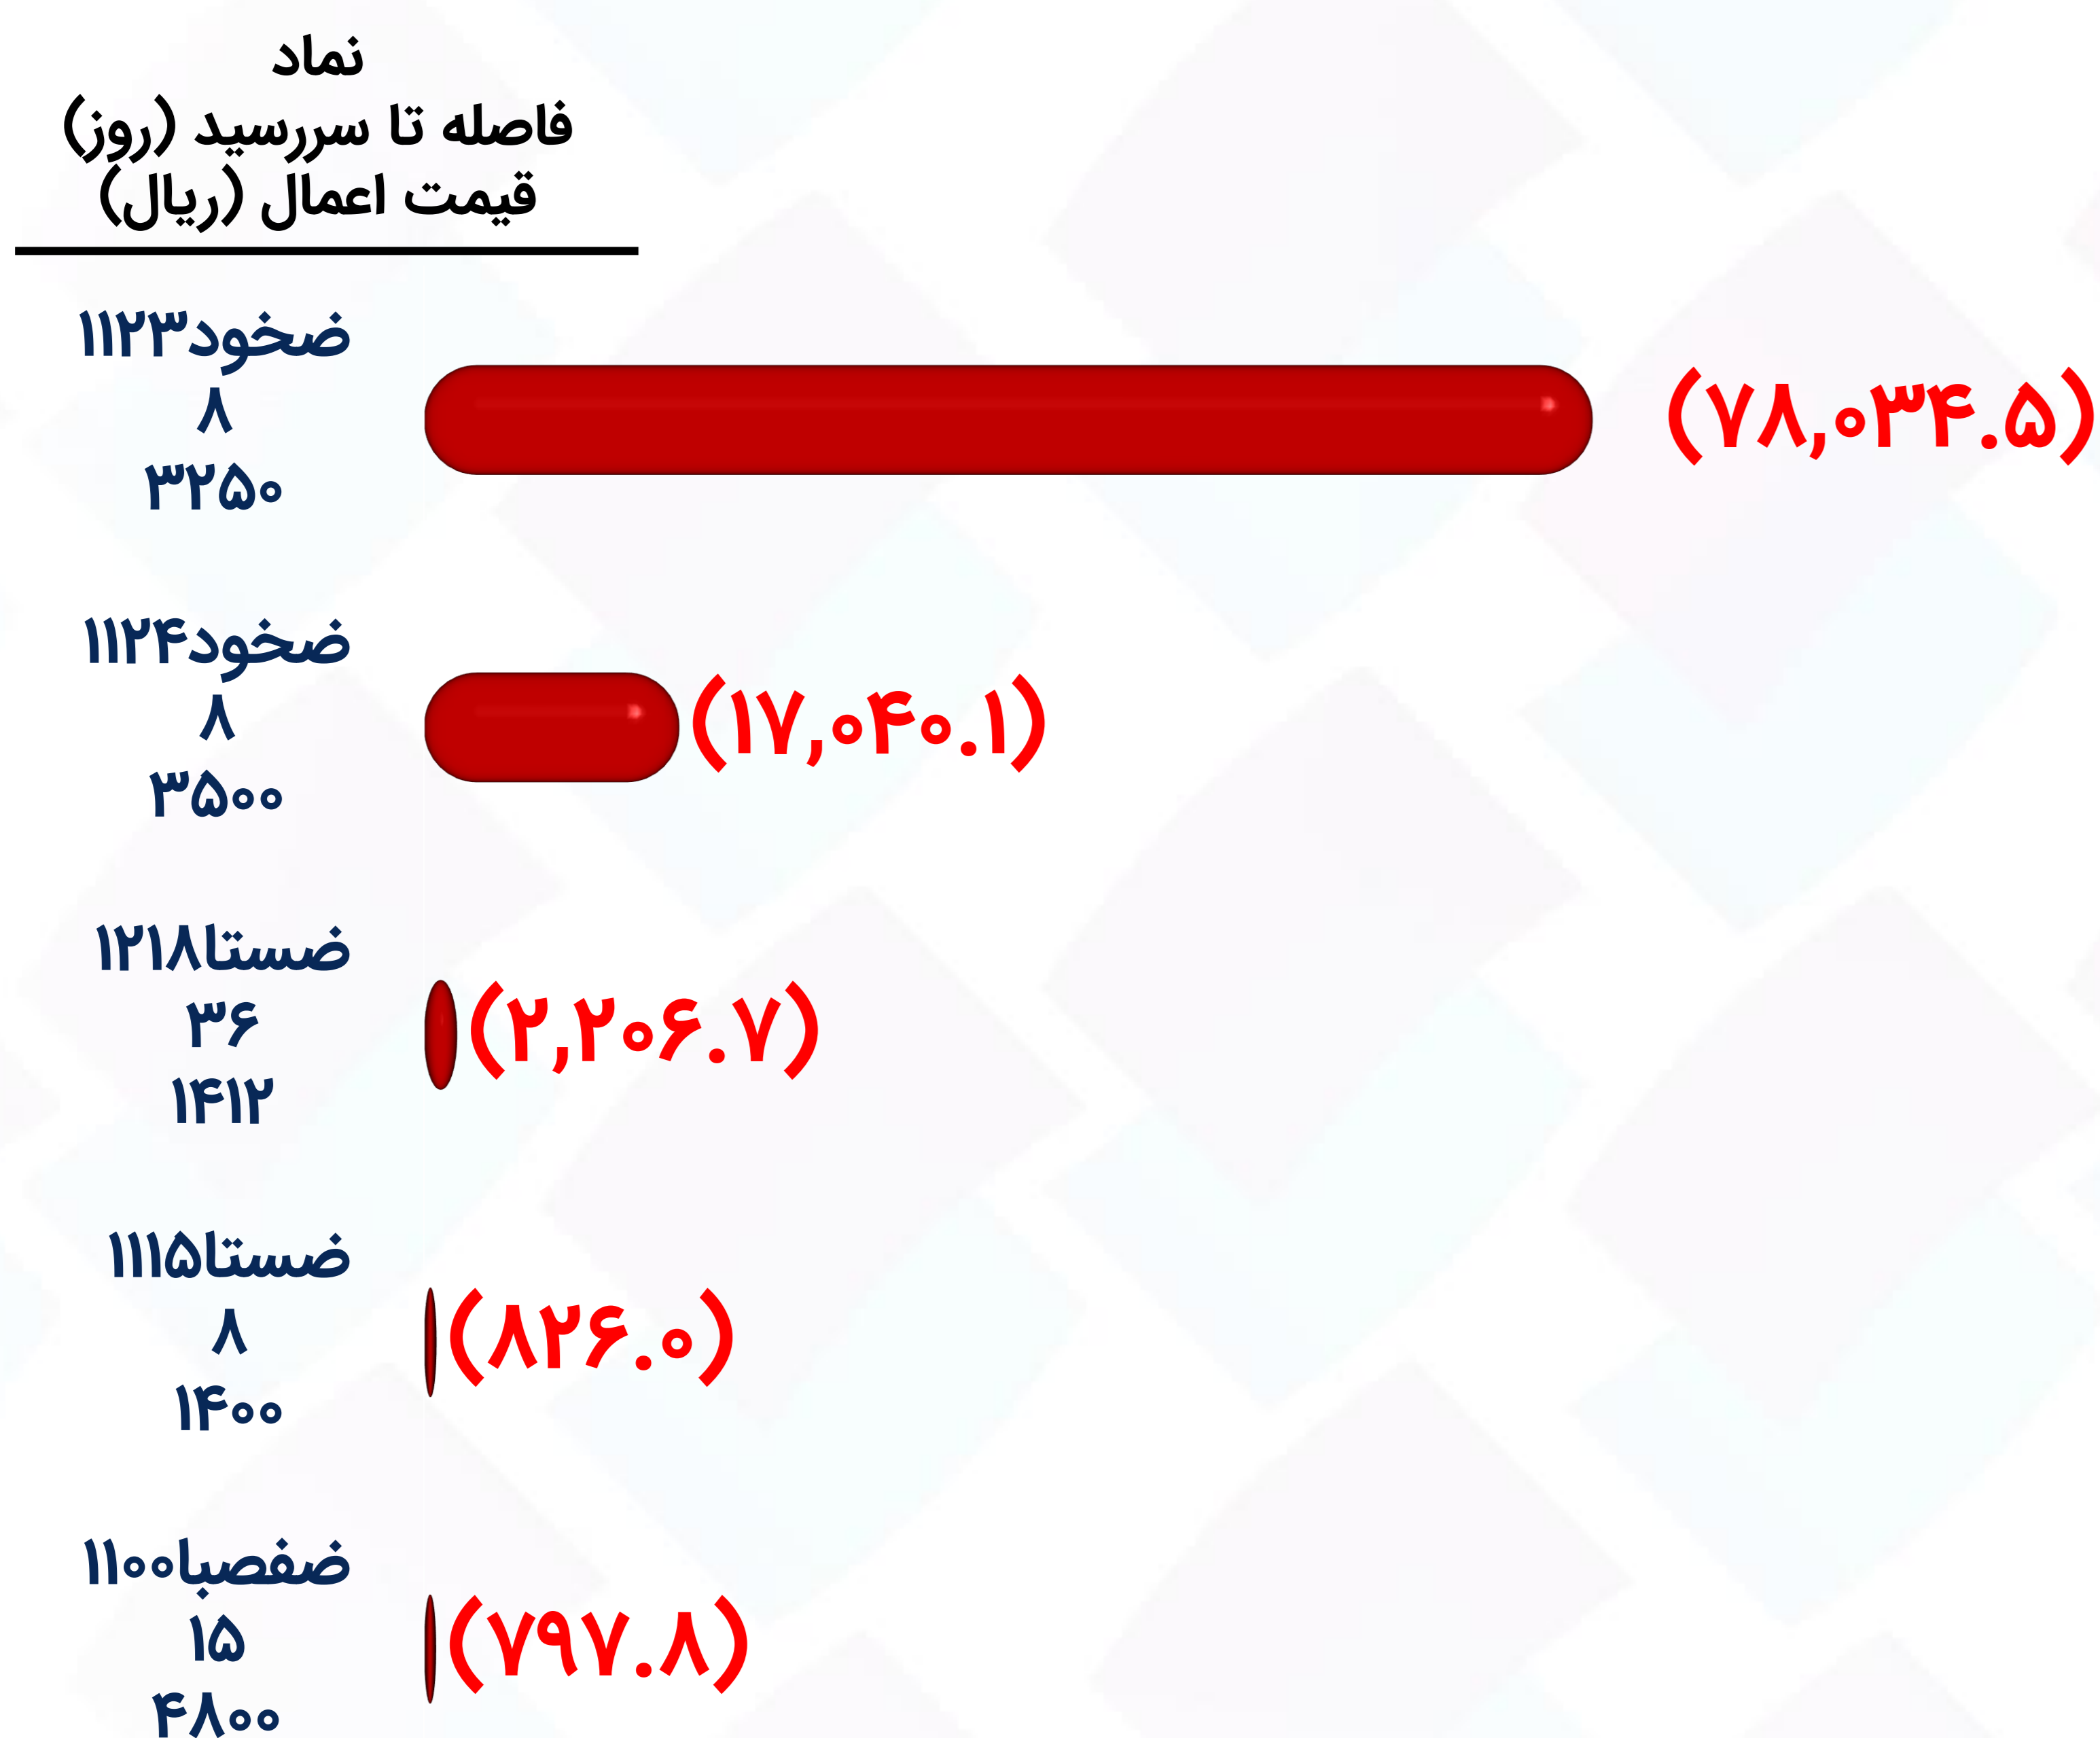 نماد
فاصله تا سررسید (روز)
قیمت اعمال (ریال)
ضخود۱۱۲۳
۸
۳۲۵۰
(۷۸,۰۳۴.۵)
ضخود۱۱۲۴
۸
۳۵۰۰
(۱۷,۰۴۰.۱)
ضستا۱۲۱۸
۳۶
۱۴۱۲
(۲,۲۰۶.۷)
ضستا۱۱۱۵
۸
۱۴۰۰
(۸۲۶.۰)
ضفصبا۱۱۰۰
۱۵
۴۸۰۰
(۷۹۷.۸)